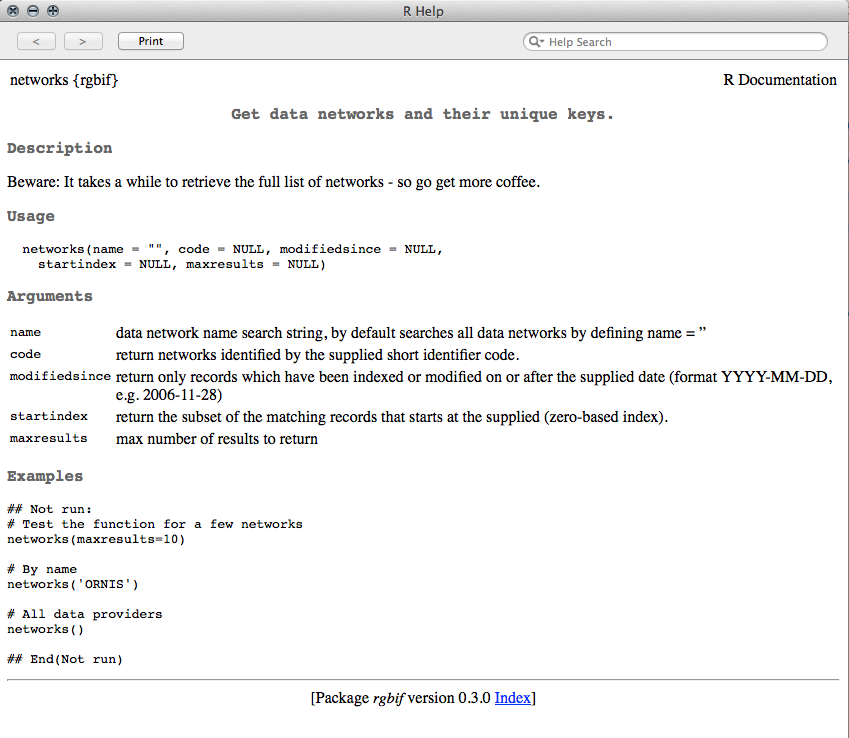 R Help
<
>
Print
Help Search
networks {rgbif}
R Documentation
Get data networks and their unique keys.
Description
Beware: It takes a while to retrieve the full list of networks - so go get more coffee.
Usage
networks(name = "", code = NULL, modifiedsince = NULL,
startindex = NULL, maxresults = NULL)
Arguments
name data network name search string, by default searches all data networks by defining name = ”
code return networks identified by the supplied short identifier code.
modifiedsince return only records which have been indexed or modified on or after the supplied date (format YYYY-MM-DD,
e.g. 2006-11-28)
startindex return the subset of the matching records that starts at the supplied (zero-based index).
maxresults max number of results to return
Examples
## Not run:
# Test the function for a few networks
networks(maxresults=10)
# By name
networks('ORNIS')
# All data providers
networks()
## End(Not run)
[Package rgbif version 0.3.0 Index]